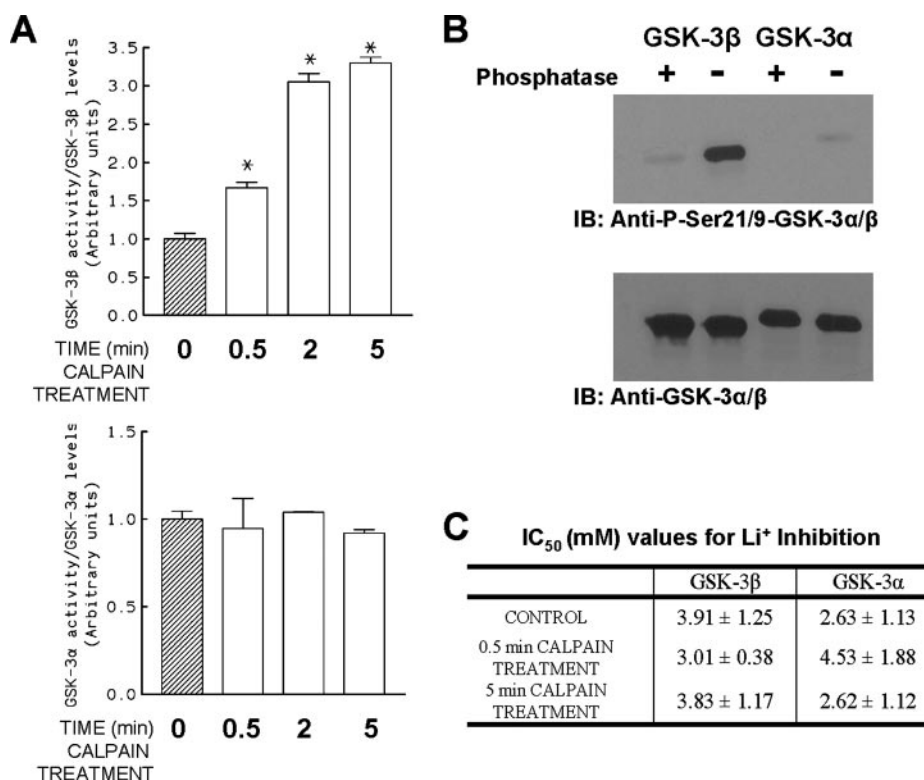 A
GSK-3β activity/GSK-3β levels
(Arbitrary units)
3.5
3.0
2.5
2.0
1.5
1.0
0.5
0.0
*
*
*
TIME (min) 0 0.5 2 5
CALPAIN
TREATMENT
GSK-3α activity/GSK-3α levels
(Arbitrary units)
1.5
1.0
0.5
0.0
TIME (min) 0 0.5 2 5
CALPAIN
TREATMENT
B
GSK-3β GSK-3α
Phosphatase + - + -
IB: Anti-P-Ser21/9-GSK-3α/β
IB: Anti-GSK-3α/β
C
IC50 (mM) values for Li+ Inhibition
GSK-3β GSK-3α
CONTROL 3.91 ± 1.25 2.63 ± 1.13
0.5 min CALPAIN
TREATMENT 3.01 ± 0.38 4.53 ± 1.88
5 min CALPAIN
TREATMENT 3.83 ± 1.17 2.62 ± 1.12